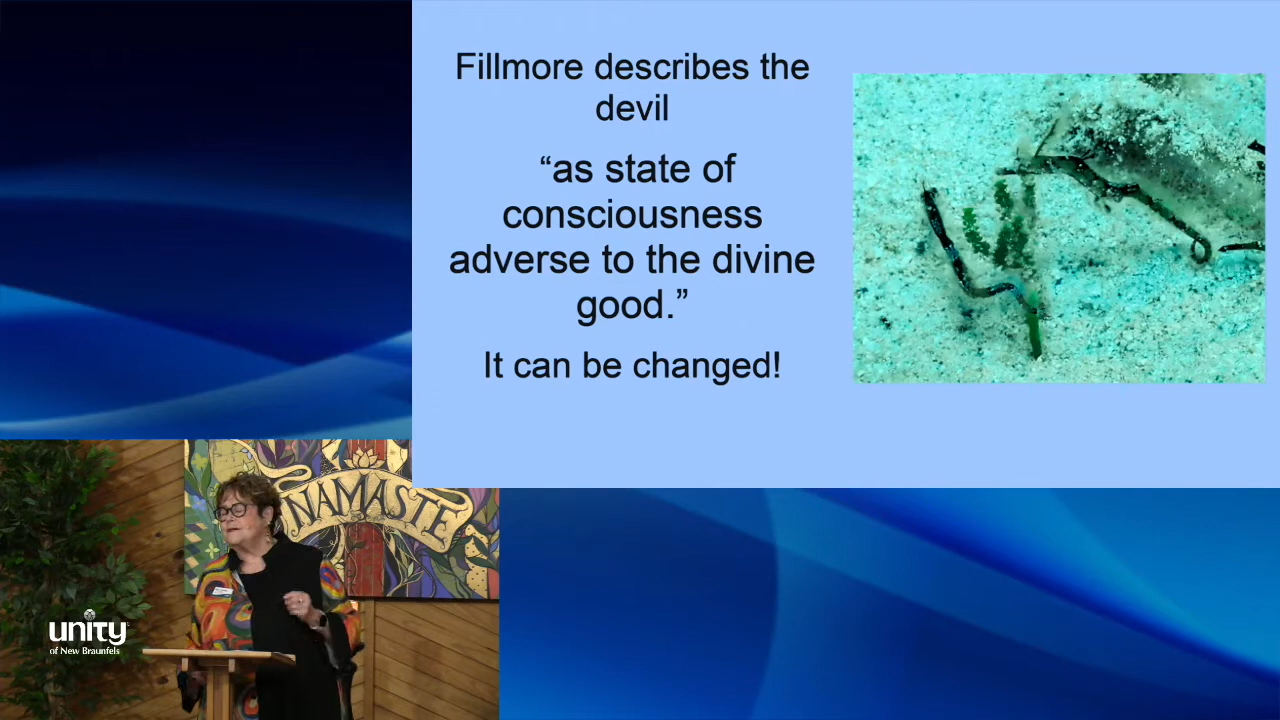 Fillmore describes the
devil
“as state of
consciousness
adverse to the divine
good.”
It can be changed!
NAMASTE
unity
of New Braunfels